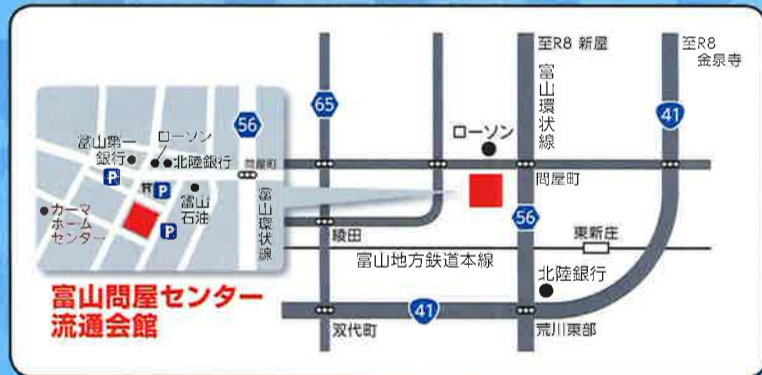 至R8 新屋
富山環状線
至R8
金泉寺
65
41
56
ローソン
富山第一
銀行
北陸銀行
ローソン
問屋町
P
P
富山
石油
P
カーマ
ホーム
センター
富山環状線
問屋町
56
綾田
東新庄
富山地方鉄道本線
北陸銀行
富山問屋センター
流通会館
41
双代町
荒川東部